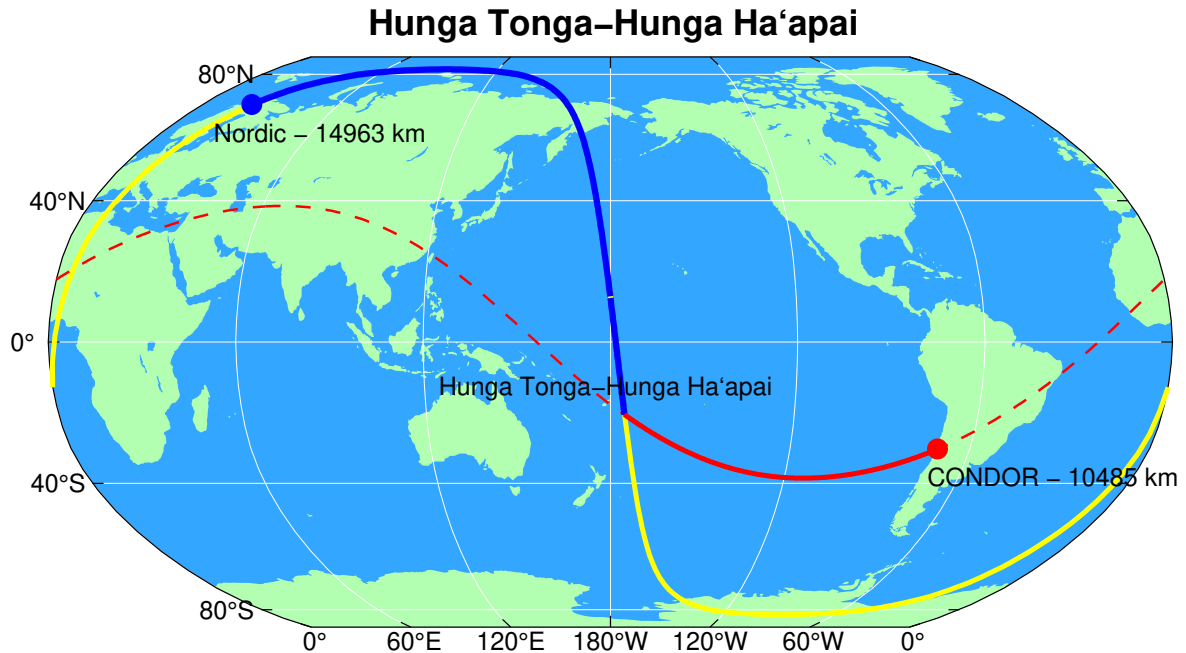 Hunga Tonga–Hunga Ha‘apai
80°N
Nordic – 14963 km
40°N
0°
Hunga Tonga–Hunga Ha‘apai
40°S
CONDOR – 10485 km
80°S
0° 60°E 120°E 180°W 120°W 60°W 0°